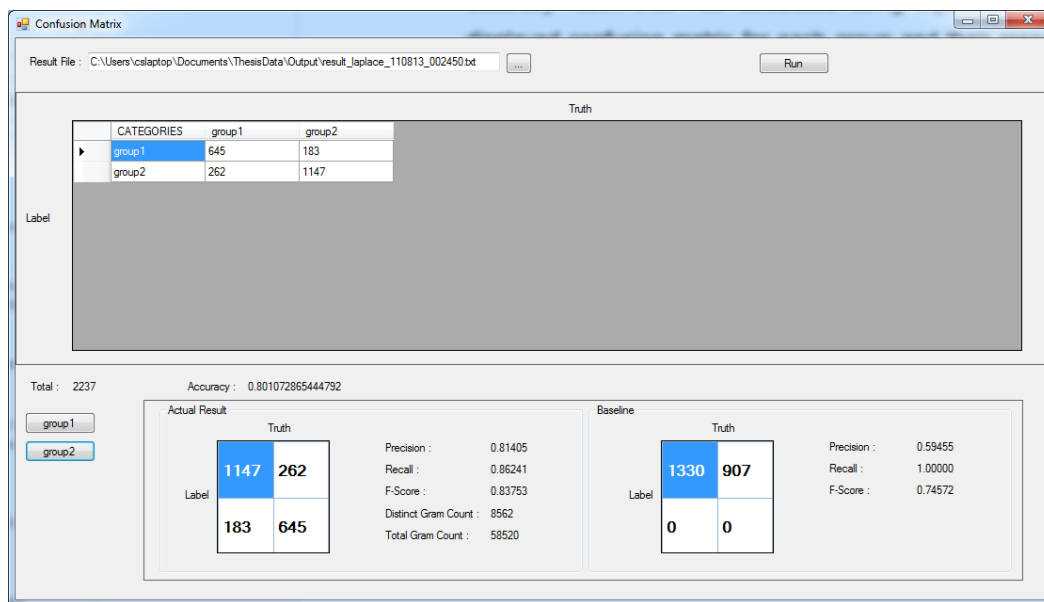 Confusion Matrix
Result File : C:\Users\cslaptop\Documents\ThesisData\Output\result_laplace_110813_002450.txt ... Run
Truth
CATEGORIES group1 group2
group1 645 183
group2 262 1147
Label
Total : 2237 Accuracy : 0.801072865444792
group1
group2
Actual Result
Truth
Label
1147 262
183 645
Precision : 0.81405
Recall : 0.86241
F-Score : 0.83753
Distinct Gram Count : 8562
Total Gram Count : 58520
Baseline
Truth
Label
1330 907
0 0
Precision : 0.59455
Recall : 1.00000
F-Score : 0.74572